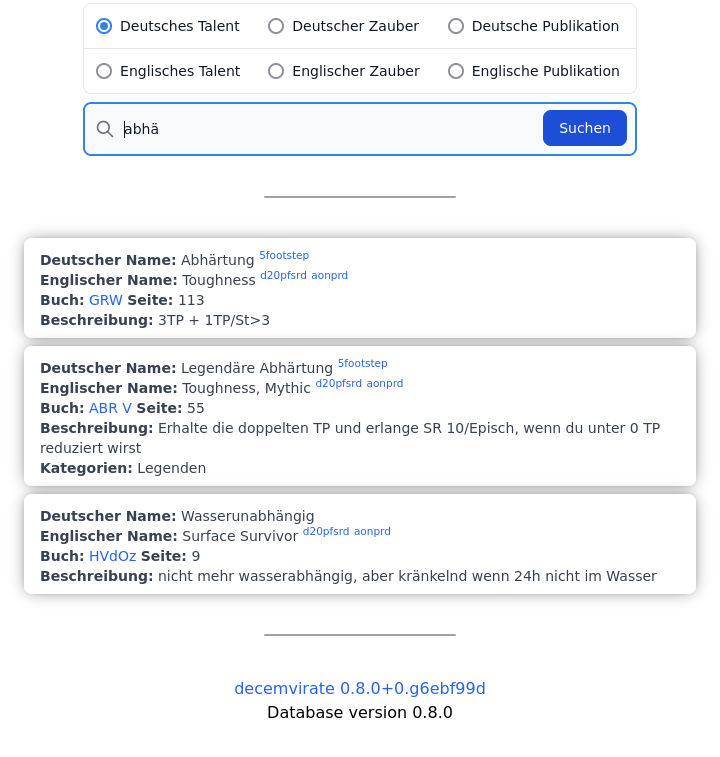 Deutsches Talent Deutscher Zauber Deutsche Publikation
Englisches Talent Englischer Zauber Englische Publikation
abhä Suchen
Deutscher Name: Abhärtung 5footstep
Englischer Name: Toughness d20pfsrd aonprd
Buch: GRW Seite: 113
Beschreibung: 3TP + 1TP/St>3
Deutscher Name: Legendäre Abhärtung 5footstep
Englischer Name: Toughness, Mythic d20pfsrd aonprd
Buch: ABR V Seite: 55
Beschreibung: Erhalte die doppelten TP und erlange SR 10/Episch, wenn du unter 0 TP
reduziert wirst
Kategorien: Legenden
Deutscher Name: Wasserunabhängig
Englischer Name: Surface Survivor d20pfsrd aonprd
Buch: HVdOz Seite: 9
Beschreibung: nicht mehr wasserabhängig, aber kränkelnd wenn 24h nicht im Wasser
decemvirate 0.8.0+0.g6ebf99d
Database version 0.8.0